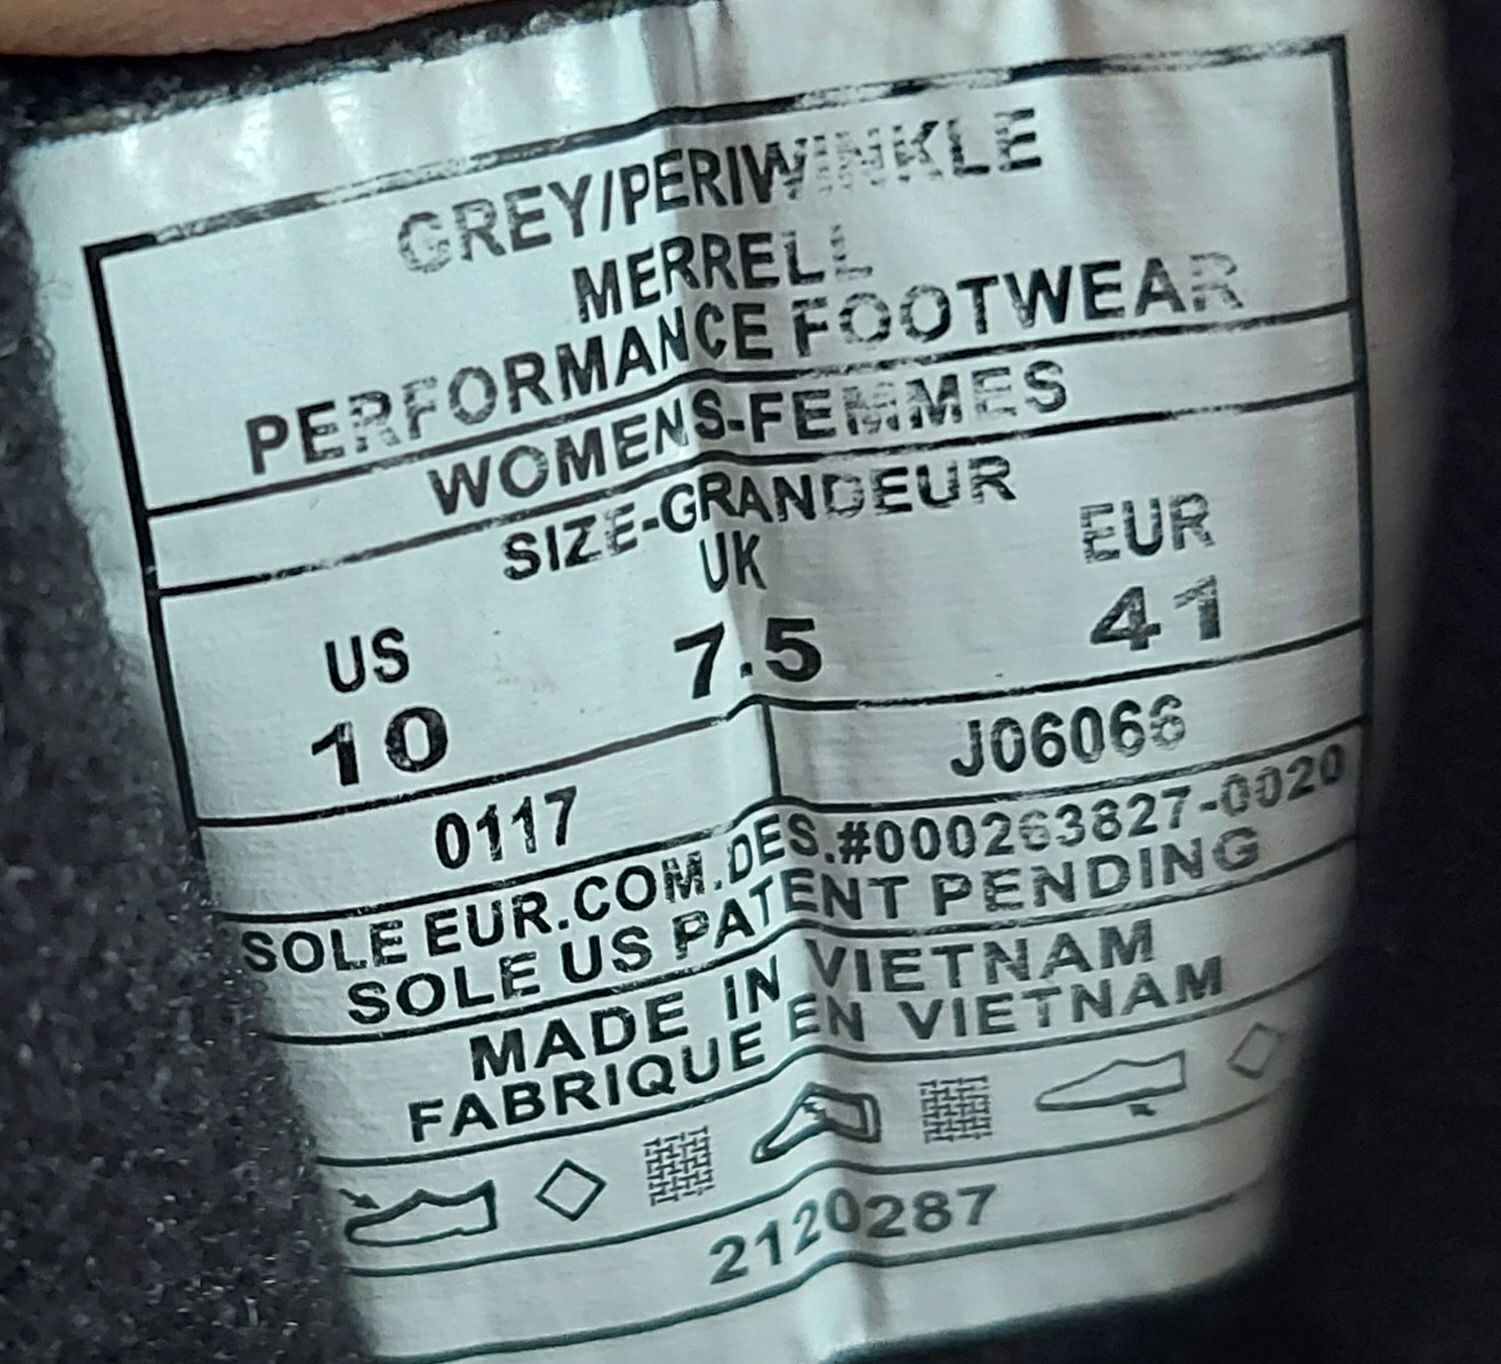 GREY/PERIWINKLE
MERRELL
PERFORMANCE FOOTWEAR
WOMENS-FEMMES
SIZE-GRANDEUR
US UK EUR
10 7.5 41
0117 J06066
SOLE EUR.COM.DES.#000263827-0020
SOLE US PATENT PENDING
MADE IN VIETNAM
FABRIQUE EN VIETNAM
2120287